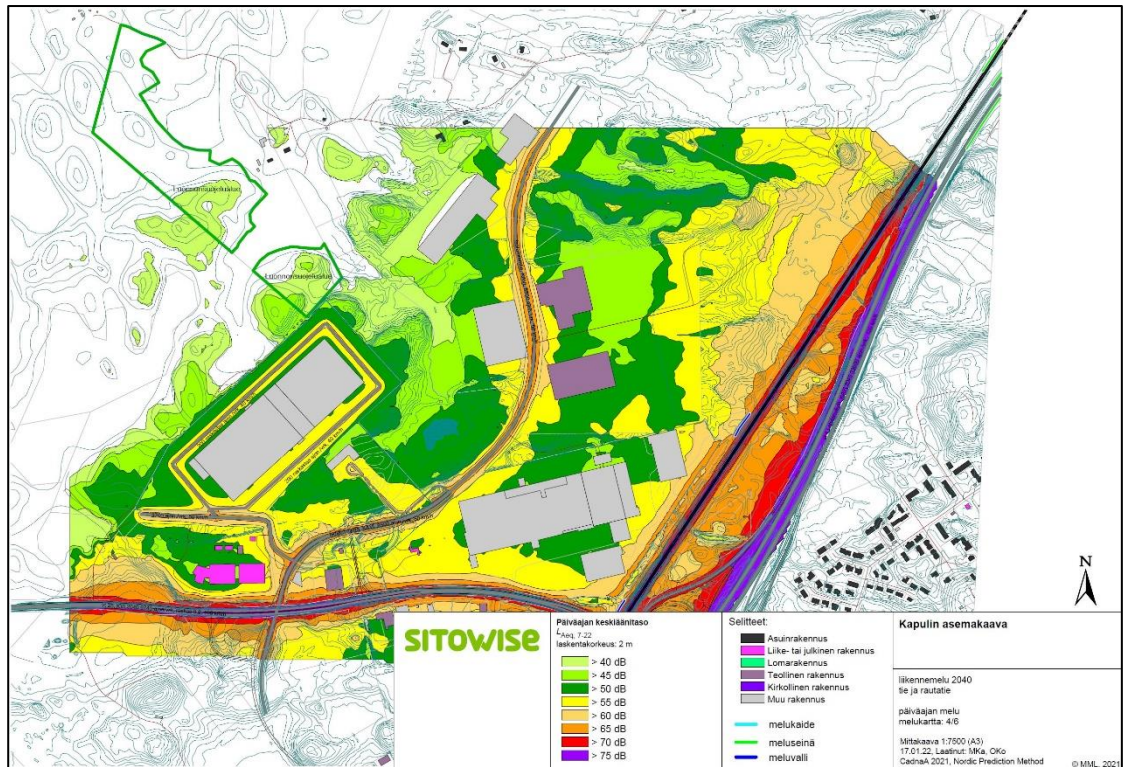 Luonnonsuojelualue
Luonnonsuojelualue
N
SITOWISE
Päiväajan keskiäänitaso
LAeq, 7-22
laskentakorkeus: 2 m
> 40 dB
> 45 dB
> 50 dB
> 55 dB
> 60 dB
> 65 dB
> 70 dB
> 75 dB
Selitteet:
Asuinrakennus
Liike- tai julkinen rakennus
Lomarakennus
Teollinen rakennus
Kirkollinen rakennus
Muu rakennus
melukaide
meluseinä
meluvalli
Kapulin asemakaava
liikennemelu 2040
tie ja rautatie
päiväajan melu
melukartta: 4/6
Mittakaava 1:7500 (A3)
17.01.22, Laatinut: MKa, OKo
CadnaA 2021, Nordic Prediction Method
© MML, 2021